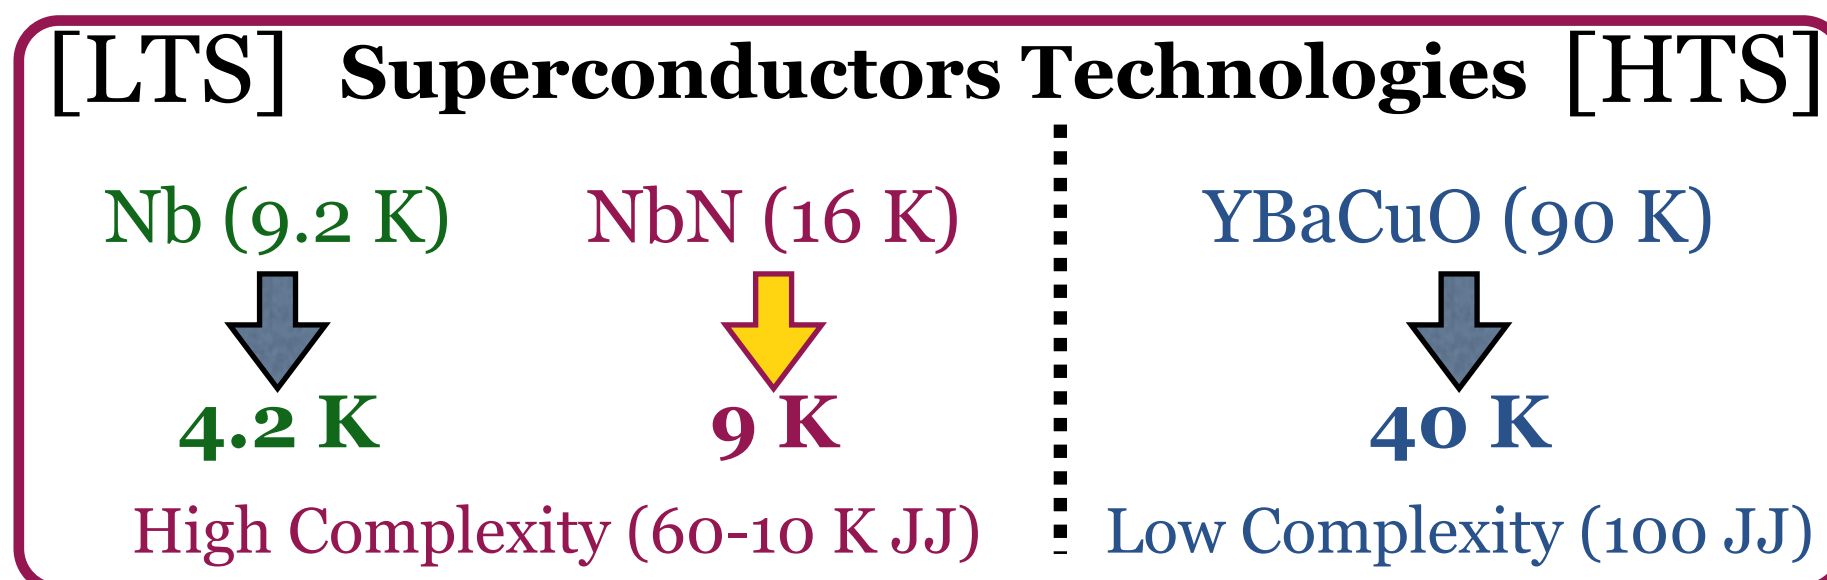 [LTS] Superconductors Technologies [HTS]
Nb (9.2 K) NbN (16 K) YBaCuO (90 K)
4.2 K 9 K 40 K
High Complexity (60-10 K JJ) Low Complexity (100 JJ)